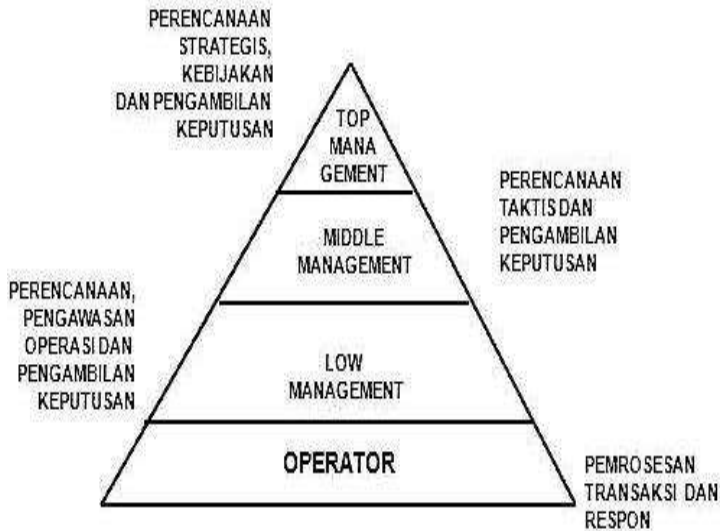 PERENCANAAN
STRATEGIS,
KEBIJAKAN
DAN PENGAMBILAN
KEPUTUSAN
TOP
MANA
GEMENT
PERENCANAAN
TAKTIS DAN
PENGAMBILAN
KEPUTUSAN
MIDDLE
MANAGEMENT
PERENCANAAN,
PENGAWASAN
OPERASI DAN
PENGAMBILAN
KEPUTUSAN
LOW
MANAGEMENT
OPERATOR
PEMROSESAN
TRANSAKSI DAN
RESPON